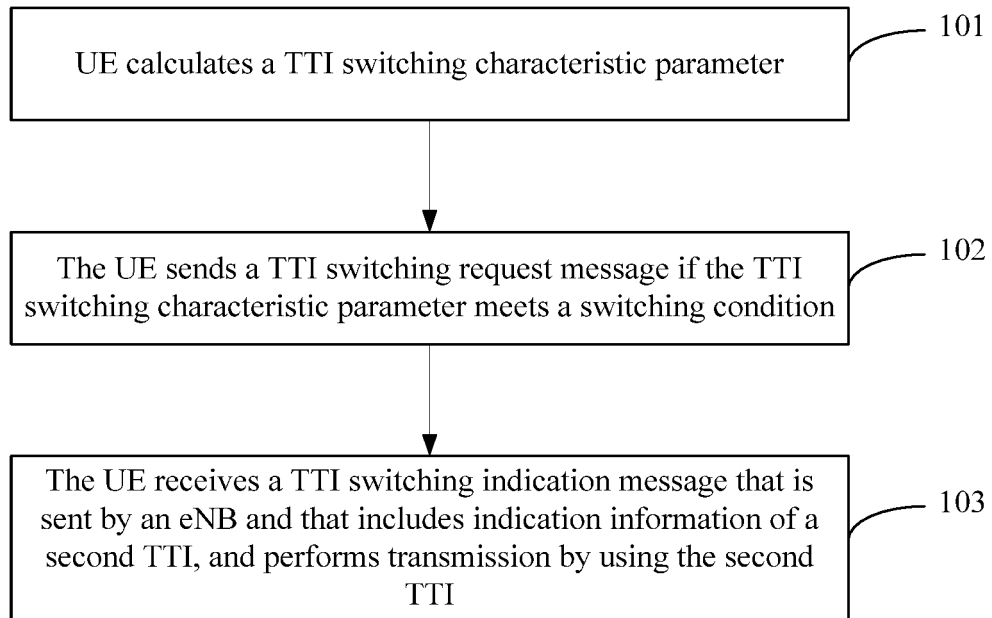 UE calculates a TTI switching characteristic parameter
101
The UE sends a TTI switching request message if the TTI
switching characteristic parameter meets a switching condition
102
The UE receives a TTI switching indication message that is
sent by an eNB and that includes indication information of a
second TTI, and performs transmission by using the second
TTI
103